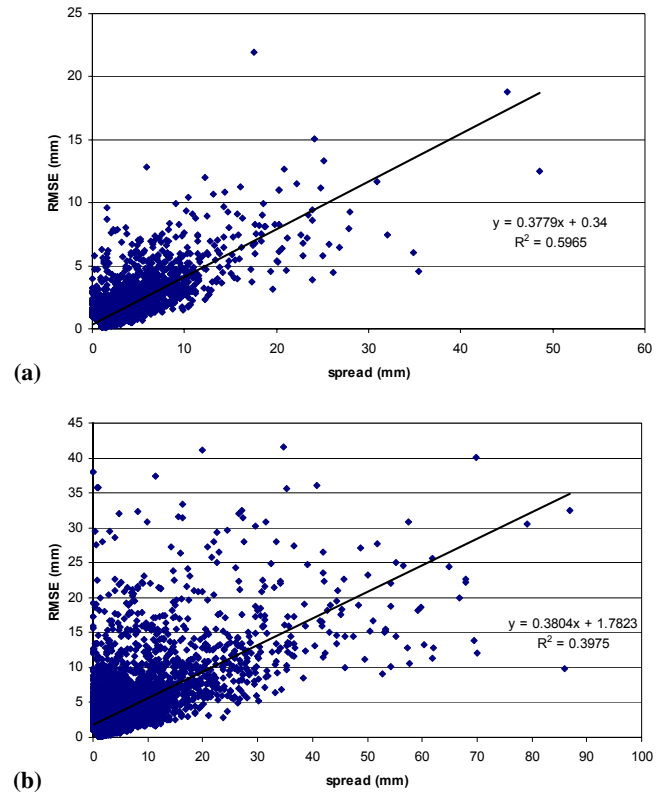 25
20
15
10
5
0
RMSE (mm)
y = 0.3779x + 0.34
R² = 0.5965
0 10 20 30 40 50 60
spread (mm)
(a)
45
40
35
30
25
20
15
10
5
0
RMSE (mm)
y = 0.3804x + 1.7823
R² = 0.3975
0 10 20 30 40 50 60 70 80 90 100
spread (mm)
(b)